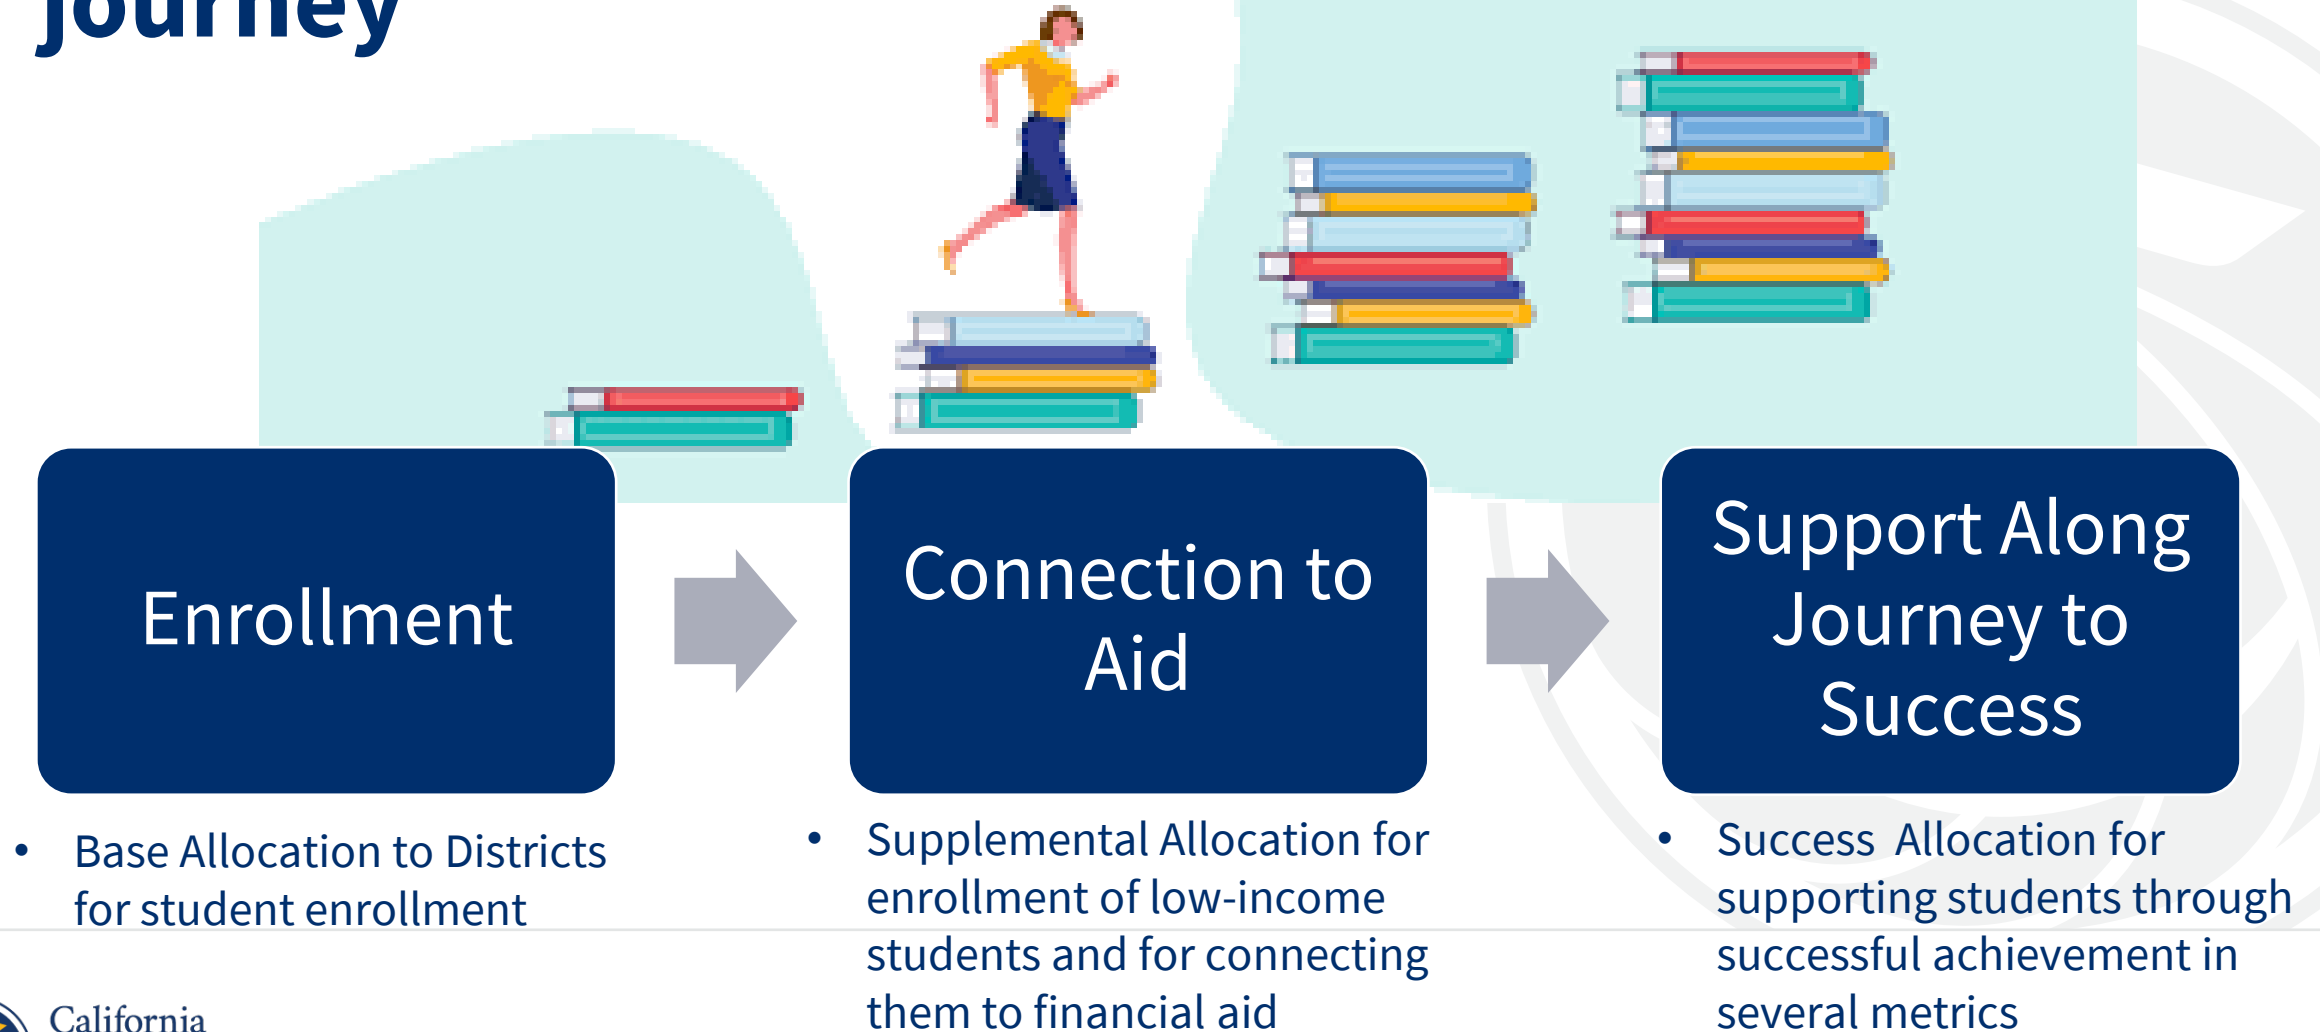 journey
Enrollment
Connection to
Aid
Support Along
Journey to
Success
• Base Allocation to Districts
for student enrollment
• Supplemental Allocation for
enrollment of low-income
students and for connecting
them to financial aid
• Success  Allocation for
supporting students through
successful achievement in
several metrics
California